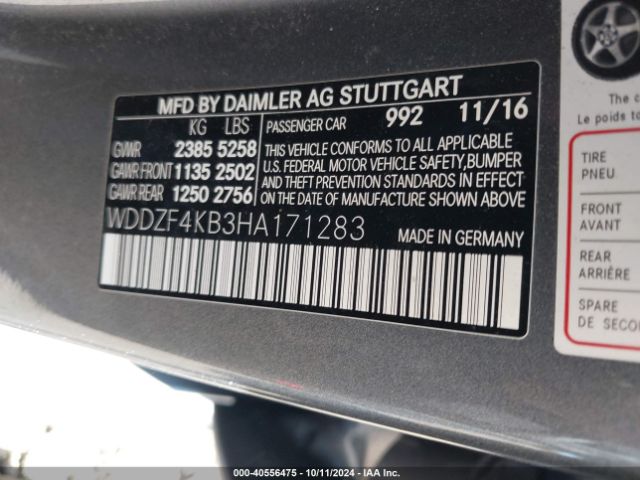 MFD BY DAIMLER AG STUTTGART
KG LBS
GVWR 2385 5258
GAWR FRONT 1135 2502
GAWR REAR 1250 2756
PASSENGER CAR 992 11/16
THIS VEHICLE CONFORMS TO ALL APPLICABLE
U.S. FEDERAL MOTOR VEHICLE SAFETY,BUMPER
AND THEFT PREVENTION STANDARDS IN EFFECT
ON THE DATE OF MANUFACTURE SHOWN ABOVE.
WDDZF4KB3HA171283
MADE IN GERMANY
The c
Le poids to
TIRE
PNEU
FRONT
AVANT
REAR
ARRIÈRE
SPARE
DE SECO
000-40556475 - 10/11/2024 - IAA Inc.